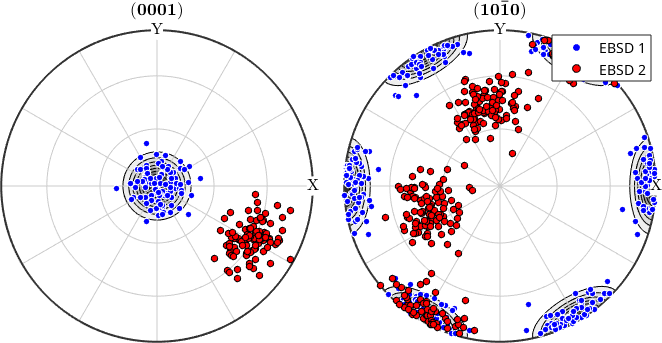 (0001)
(101̄0)
Y
Y
EBSD 1
EBSD 2
X
X